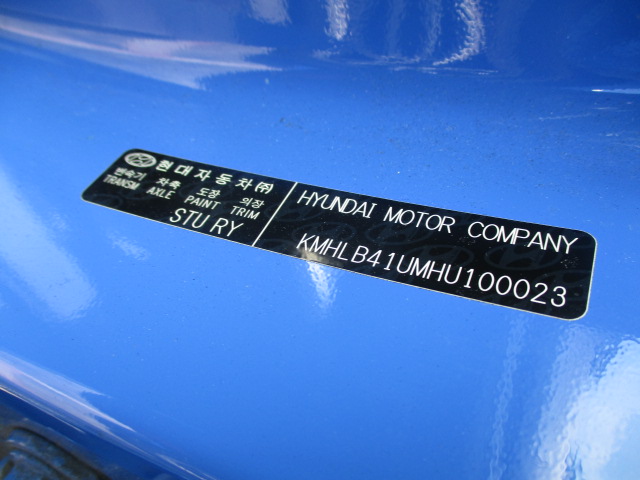 현대자동차㈜
변속기 차축 도장 의장
TRANSM AXLE PAINT TRIM
STU RY
HYUNDAI MOTOR COMPANY
KMHLB41UMHU100023